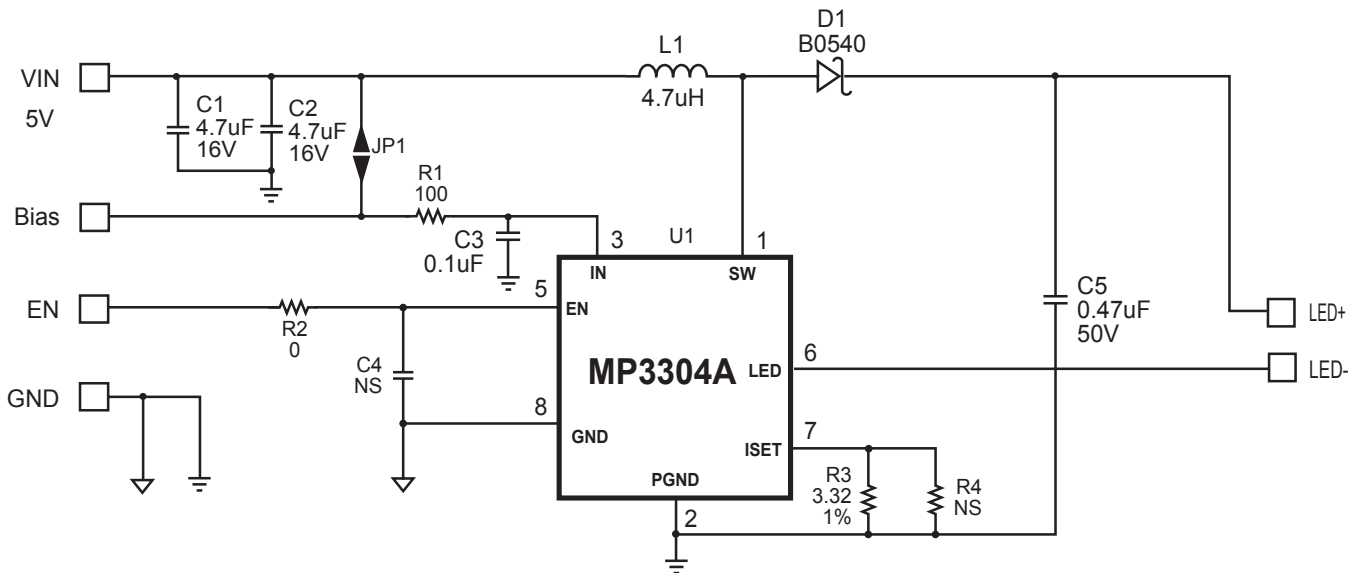 D1
B0540
L1
4.7uH
VIN
5V
C1
4.7uF
16V
C2
4.7uF
16V
JP1
R1
100
Bias
C3
0.1uF
3
U1
1
IN
SW
EN
R2
0
5
EN
C4
NS
MP3304A
LED
6
C5
0.47uF
50V
LED+
LED-
GND
8
GND
7
ISET
R3
3.32
1%
R4
NS
PGND
2